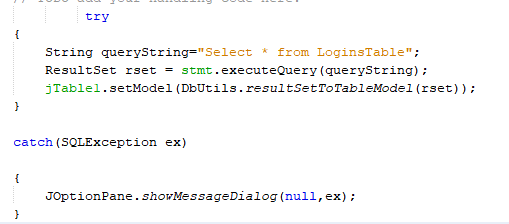 // TODO add your handling code here:
try
{
String queryString="Select * from LoginsTable";
ResultSet rset = stmt.executeQuery(queryString);
jTable1.setModel(DbUtils.resultSetToTableModel(rset));
}
catch(SQLException ex)
{
JOptionPane.showMessageDialog(null,ex);
}